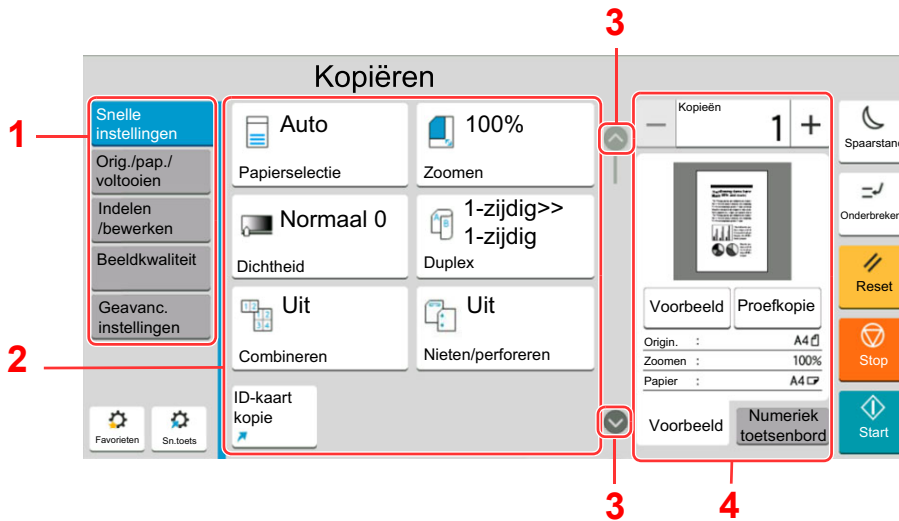 3
Kopiëren
1
Snelle
instellingen
Orig./pap./
voltooien
Indelen
/bewerken
Beeldkwaliteit
Geavanc.
instellingen
Favorieten
Sn.toets
2
Auto
Papierselectie
100%
Zoomen
Normaal 0
Dichtheid
1-zijdig>>
1-zijdig
Duplex
Uit
Combineren
Uit
Nieten/perforeren
ID-kaart
kopie
3
− Kopieën 1 +
Voorbeeld
Proefkopie
Origin. : A4
Zoomen : 100%
Papier : A4
Voorbeeld
Numeriek
toetsenbord
4
Spaarstand
Onderbreken
Reset
Stop
Start